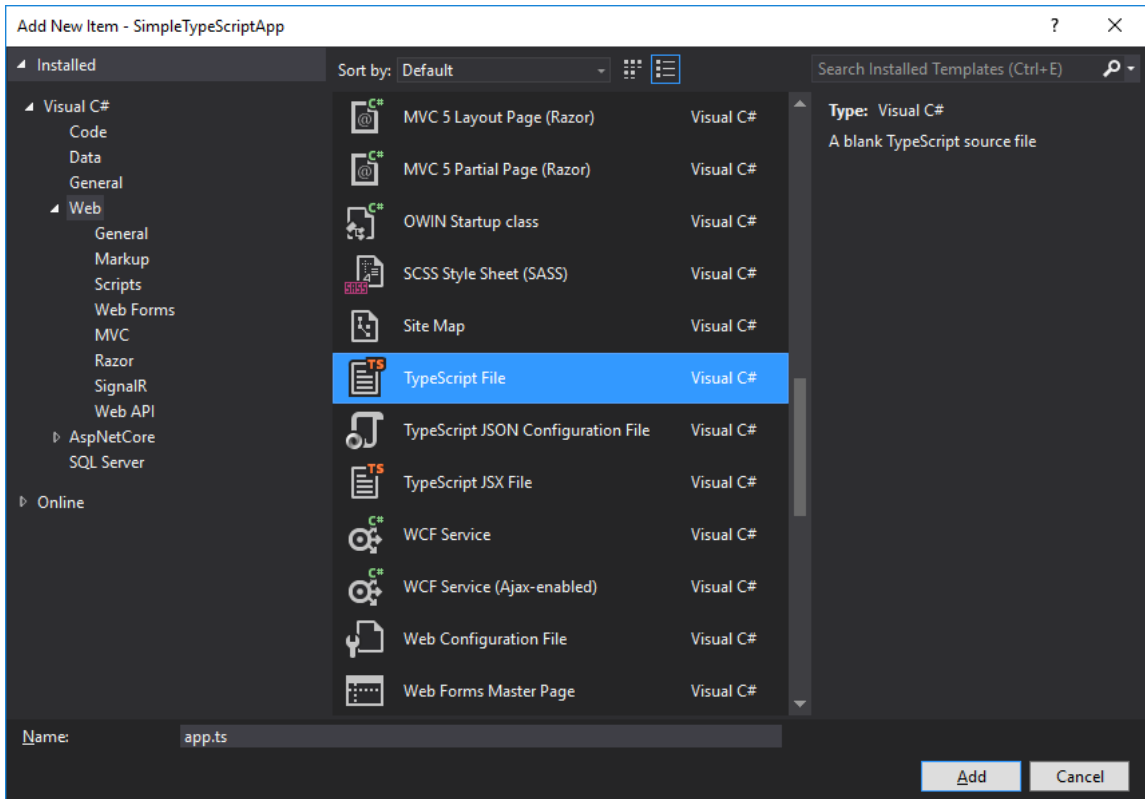 Add New Item - SimpleTypeScriptApp
?
Installed
Sort by: Default
Search Installed Templates (Ctrl+E)
Visual C#
Code
Data
General
Web
General
Markup
Scripts
Web Forms
MVC
Razor
SignalR
Web API
AspNetCore
SQL Server
Online
C# @ MVC 5 Layout Page (Razor) Visual C#
C# @ MVC 5 Partial Page (Razor) Visual C#
C# OWIN Startup class Visual C#
SASS SCSS Style Sheet (SASS) Visual C#
Site Map Visual C#
TS TypeScript File Visual C#
TypeScript JSON Configuration File Visual C#
TS TypeScript JSX File Visual C#
C# WCF Service Visual C#
C# WCF Service (Ajax-enabled) Visual C#
Web Configuration File Visual C#
Web Forms Master Page Visual C#
Type: Visual C#
A blank TypeScript source file
Name: app.ts
Add Cancel